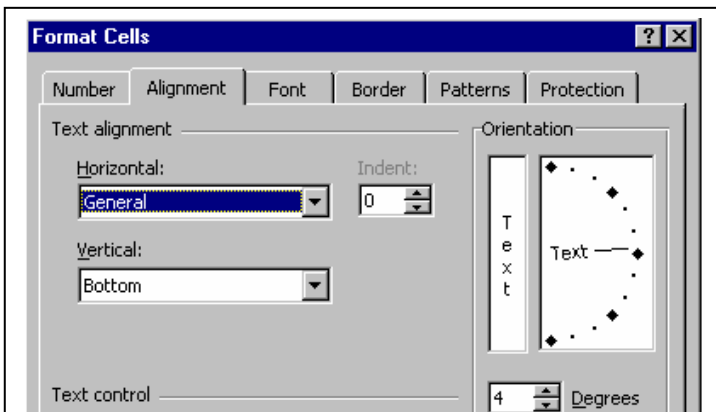 Format Cells
Number Alignment Font Border Patterns Protection
Text alignment
Horizontal: Indent:
General 0
Vertical:
Bottom
Text control
Orientation
Text
Text
4 Degrees